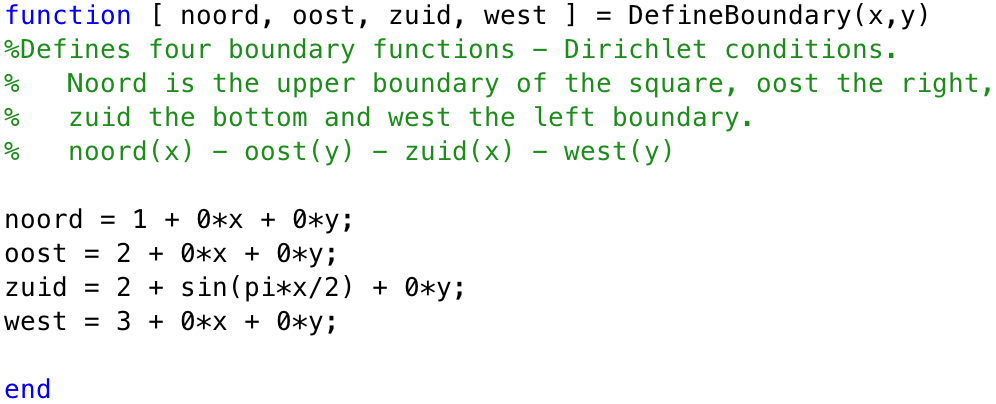 function [ noord, oost, zuid, west ] = DefineBoundary(x,y)
%Defines four boundary functions – Dirichlet conditions.
%   Noord is the upper boundary of the square, oost the right,
%   zuid the bottom and west the left boundary.
%   noord(x) – oost(y) – zuid(x) – west(y)

noord = 1 + 0*x + 0*y;
oost = 2 + 0*x + 0*y;
zuid = 2 + sin(pi*x/2) + 0*y;
west = 3 + 0*x + 0*y;

end